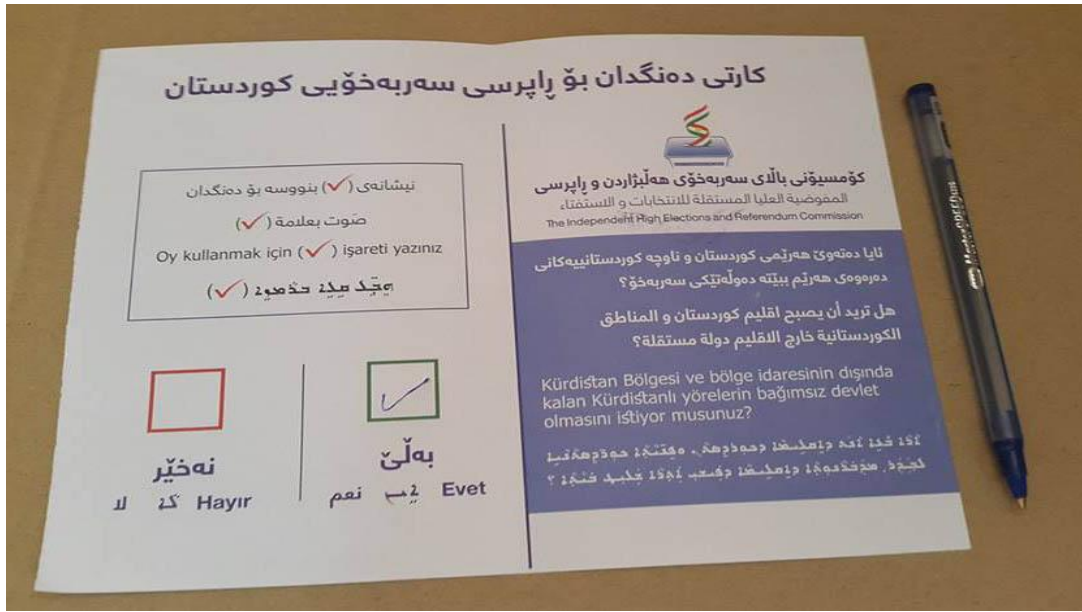 کارتی دەنگدان بۆ ڕاپرسی سەربەخۆیی کوردستان
کۆمسیۆنی باڵای سەربەخۆی هەڵبژاردن و ڕاپرسی
المفوضية العليا المستقلة للانتخابات و الاستفتاء
The Independent High Elections and Referendum Commission
ئایا دەتەوێ هەرێمی کوردستان و ناوچە کوردستانییەکانی
دەرەوەی هەرێم ببێتە دەوڵەتێکی سەربەخۆ؟
هل تريد أن يصبح اقليم كوردستان و المناطق
الكوردستانية خارج الاقليم دولة مستقلة؟
Kürdistan Bölgesi ve bölge idaresinin dışında
kalan Kürdistanlı yörelerin bağımsız devlet
olmasını istiyor musunuz?
نیشانەی (✓) بنووسە بۆ دەنگدان
صَوت بعلامة (✓)
Oy kullanmak için (✓) işareti yazınız
(✓)
بەڵێ
نعم Evet
نەخێر
لا Hayır